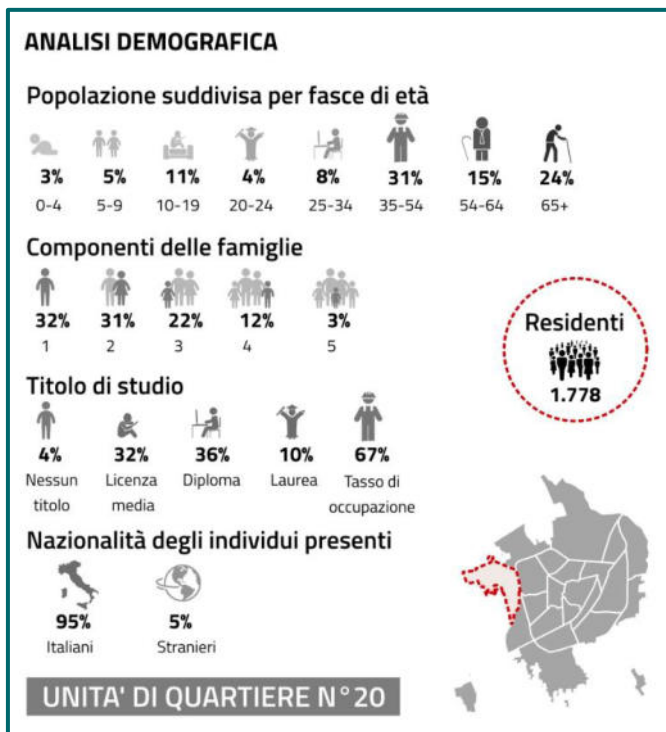 ANALISI DEMOGRAFICA
Popolazione suddivisa per fasce di età
3% 5% 11% 4% 8% 31% 15% 24%
0-4 5-9 10-19 20-24 25-34 35-54 54-64 65+
Componenti delle famiglie
32% 31% 22% 12% 3%
1 2 3 4 5
Residenti
1.778
Titolo di studio
4% 32% 36% 10% 67%
Nessun Licenza Diploma Laurea Tasso di
titolo media occupazione
Nazionalità degli individui presenti
95% 5%
Italiani Stranieri
UNITA' DI QUARTIERE N°20